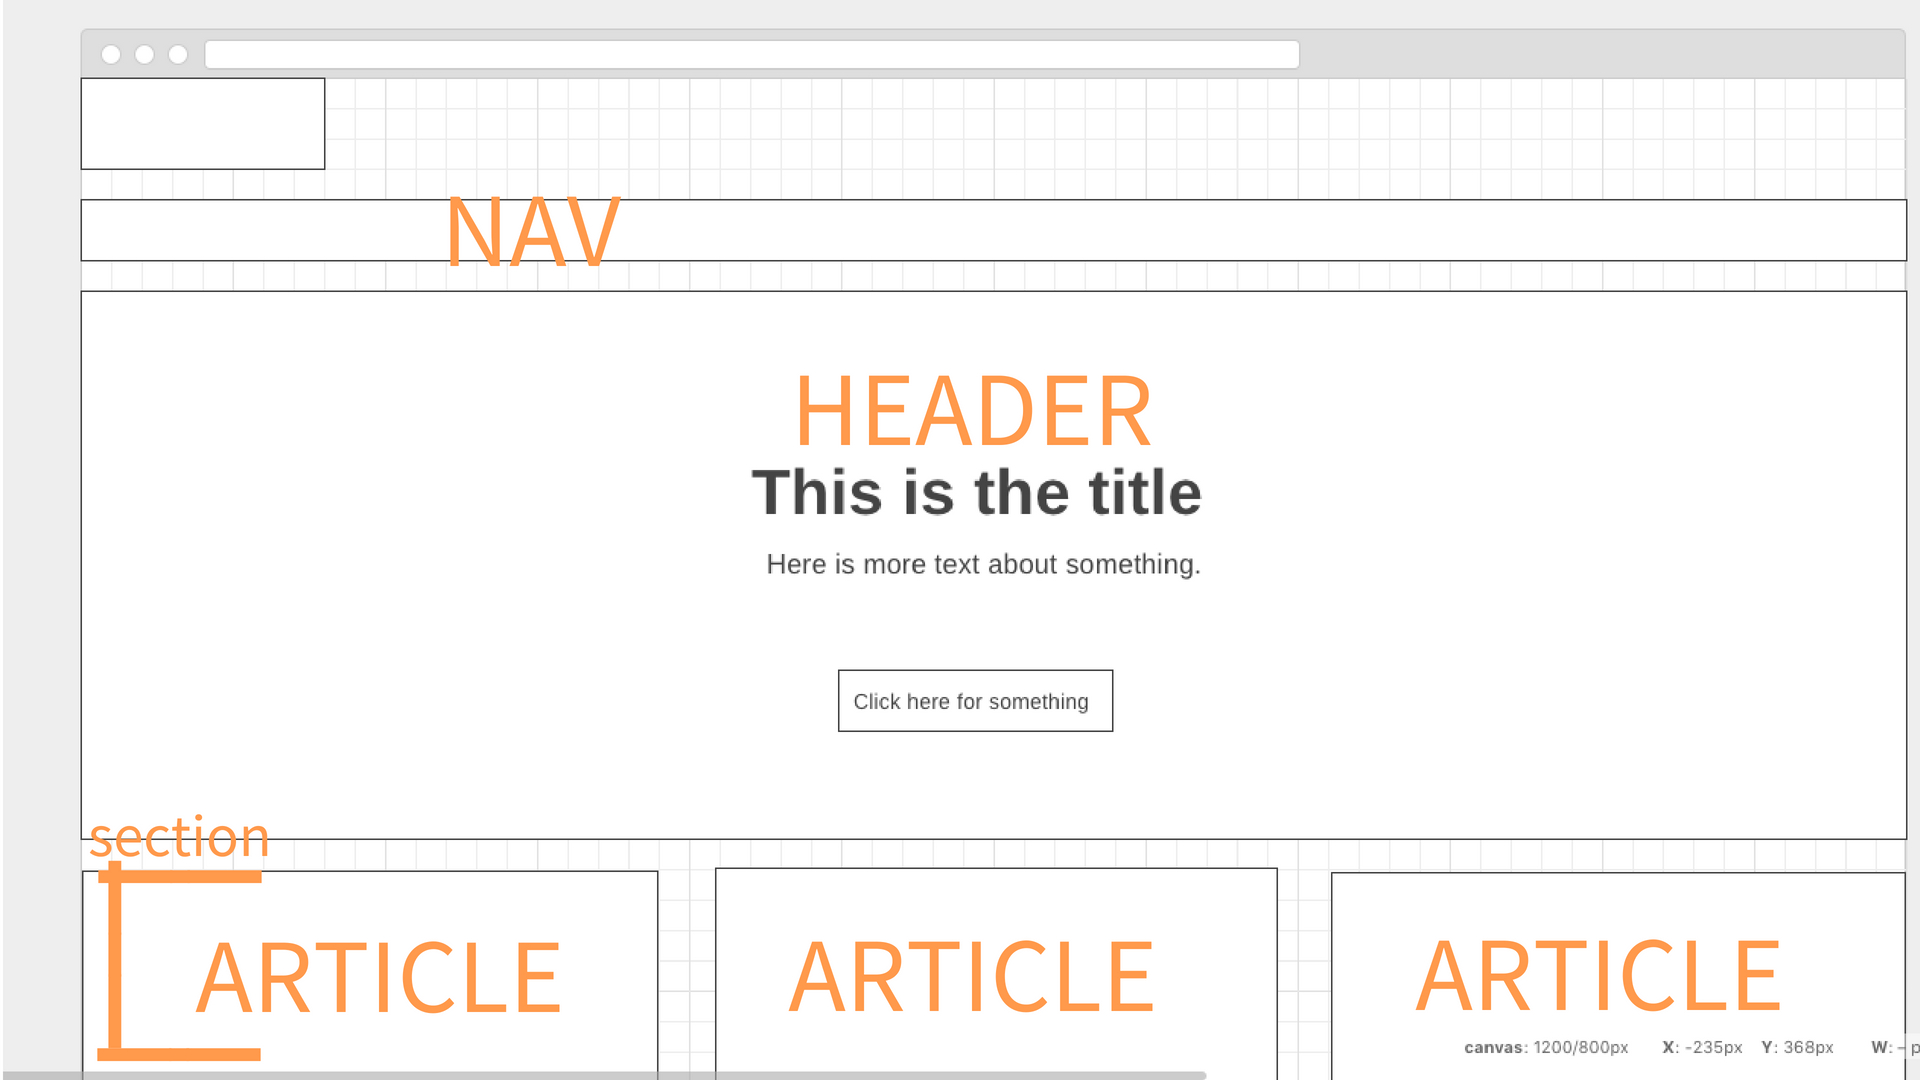 NAV
HEADER
This is the title
Here is more text about something.
Click here for something
section
ARTICLE ARTICLE ARTICLE
canvas: 1200/800px X: -235px Y: 368px W: – p